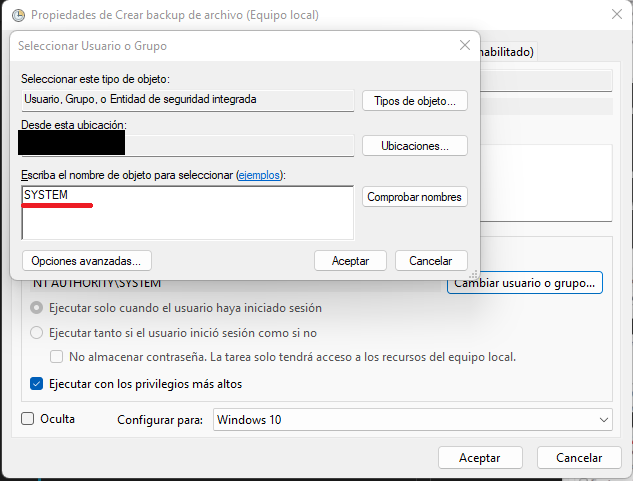 Propiedades de Crear backup de archivo (Equipo local)
Seleccionar Usuario o Grupo
nabilitado)
Seleccionar este tipo de objeto:
Usuario, Grupo, o Entidad de seguridad integrada
Tipos de objeto...
Desde esta ubicación:
Ubicaciones...
Escriba el nombre de objeto para seleccionar (ejemplos):
SYSTEM
Comprobar nombres
Opciones avanzadas...
Aceptar
Cancelar
NT AUTHORITY\SYSTEM
Cambiar usuario o grupo...
Ejecutar solo cuando el usuario haya iniciado sesión
Ejecutar tanto si el usuario inició sesión como si no
No almacenar contraseña. La tarea solo tendrá acceso a los recursos del equipo local.
Ejecutar con los privilegios más altos
Oculta
Configurar para:
Windows 10
Aceptar
Cancelar